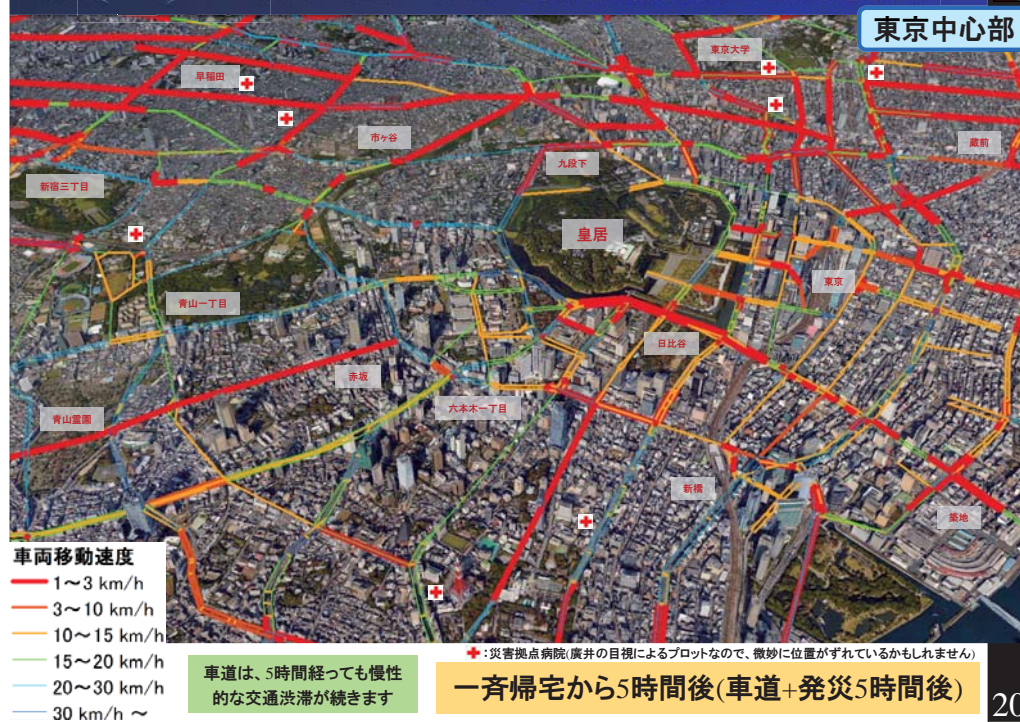 東京中心部
東京大学
早稲田
市ヶ谷
蔵前
九段下
新宿三丁目
皇居
東京
青山一丁目
日比谷
赤坂
六本木一丁目
青山霊園
新橋
築地
車両移動速度
1～3 km/h
3～10 km/h
10～15 km/h
15～20 km/h
20～30 km/h
30 km/h ～
:災害拠点病院(廣井の目視によるプロットなので、微妙に位置がずれているかもしれません)
車道は、5時間経っても慢性
的な交通渋滞が続きます
一斉帰宅から5時間後(車道+発災5時間後)
20